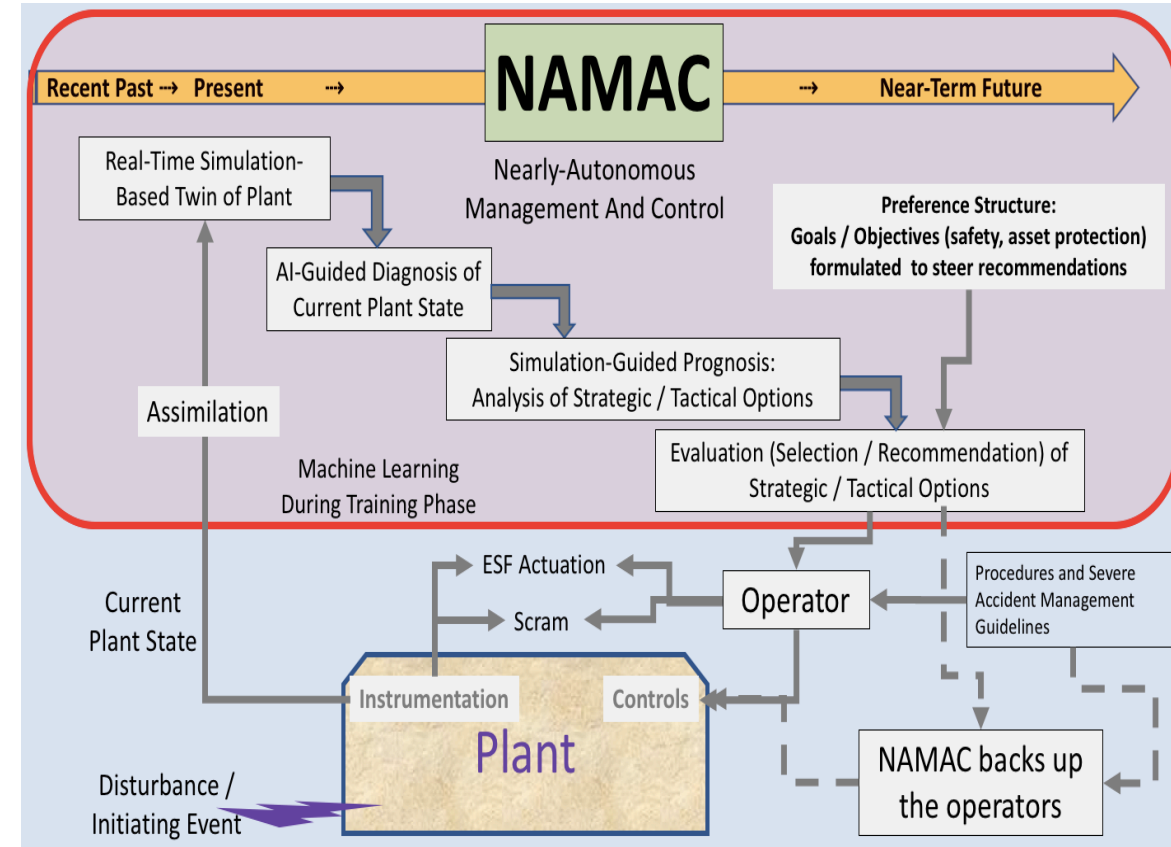 NAMAC
Recent Past ⇢ Present ⇢
⇢ Near-Term Future
Nearly-Autonomous
Management And Control
Real-Time Simulation-
Based Twin of Plant
AI-Guided Diagnosis of
Current Plant State
Preference Structure:
Goals / Objectives (safety, asset protection)
formulated to steer recommendations
Simulation-Guided Prognosis:
Analysis of Strategic / Tactical Options
Assimilation
Evaluation (Selection / Recommendation) of
Strategic / Tactical Options
Machine Learning
During Training Phase
ESF Actuation
Scram
Operator
Procedures and Severe
Accident Management
Guidelines
Current
Plant State
Instrumentation
Controls
Plant
NAMAC backs up
the operators
Disturbance /
Initiating Event